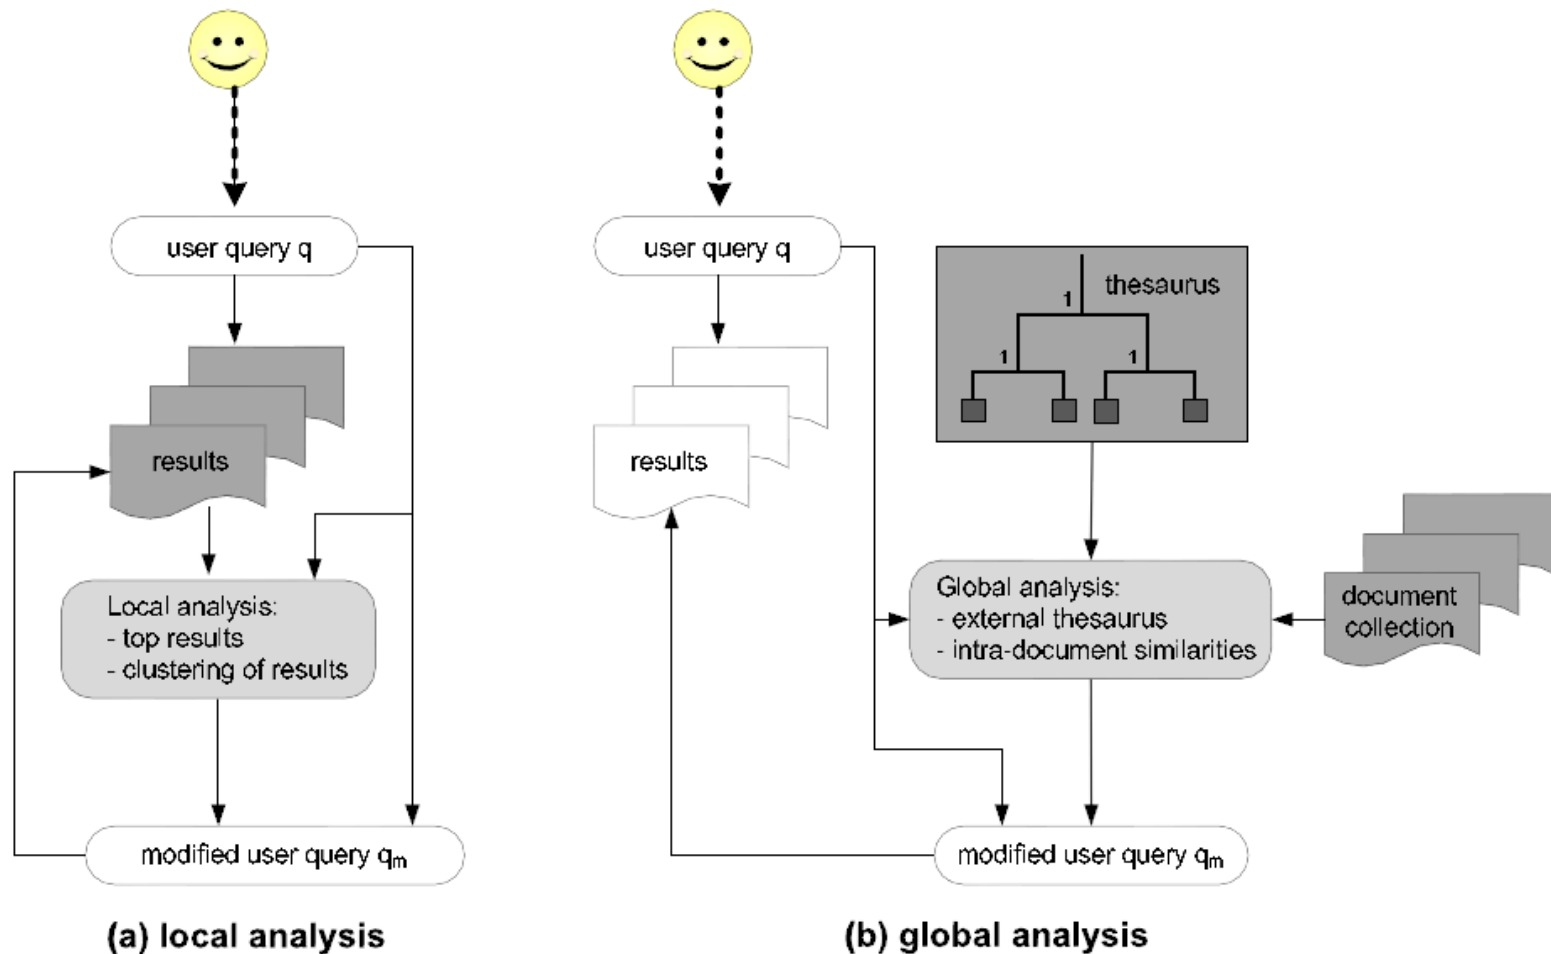 user query q
results
Local analysis:
- top results
- clustering of results
modified user query qm
(a) local analysis
user query q
thesaurus
1
1
1
results
Global analysis:
- external thesaurus
- intra-document similarities
document
collection
modified user query qm
(b) global analysis